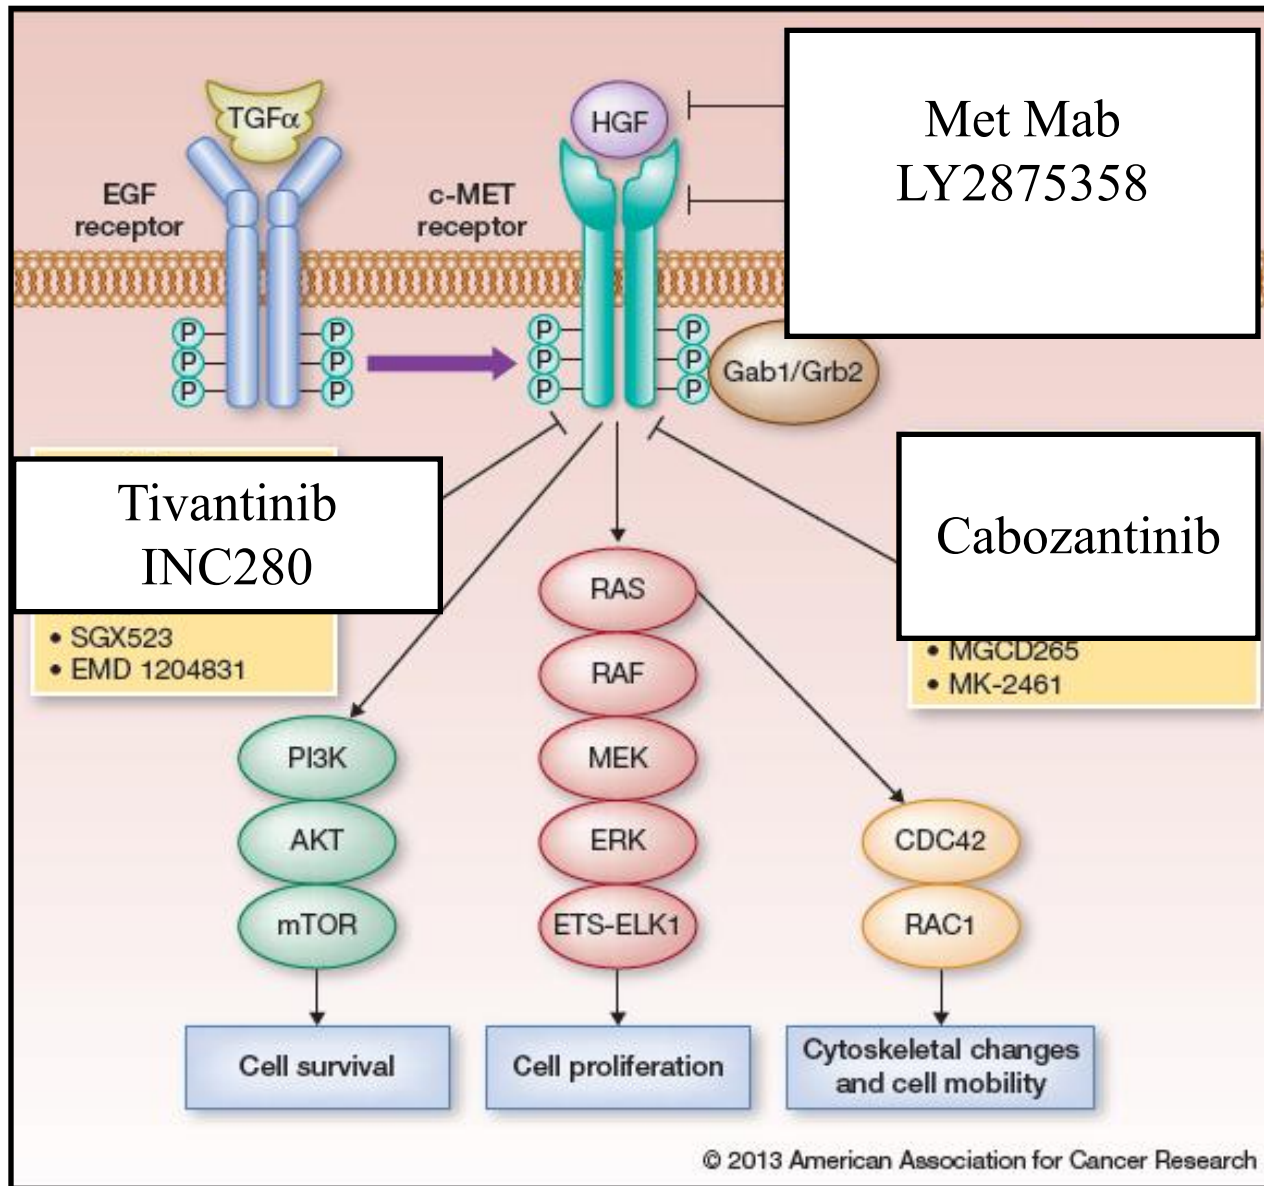 TGFα
HGF
Met Mab
LY2875358
EGF
receptor
c-MET
receptor
P
P
P
P
P
P
P
P
P
P
P
P
Gab1/Grb2
Tivantinib
INC280
Cabozantinib
• SGX523
• EMD 1204831
• MGCD265
• MK-2461
RAS
RAF
MEK
ERK
ETS-ELK1
PI3K
AKT
mTOR
CDC42
RAC1
Cell survival
Cell proliferation
Cytoskeletal changes
and cell mobility
© 2013 American Association for Cancer Research